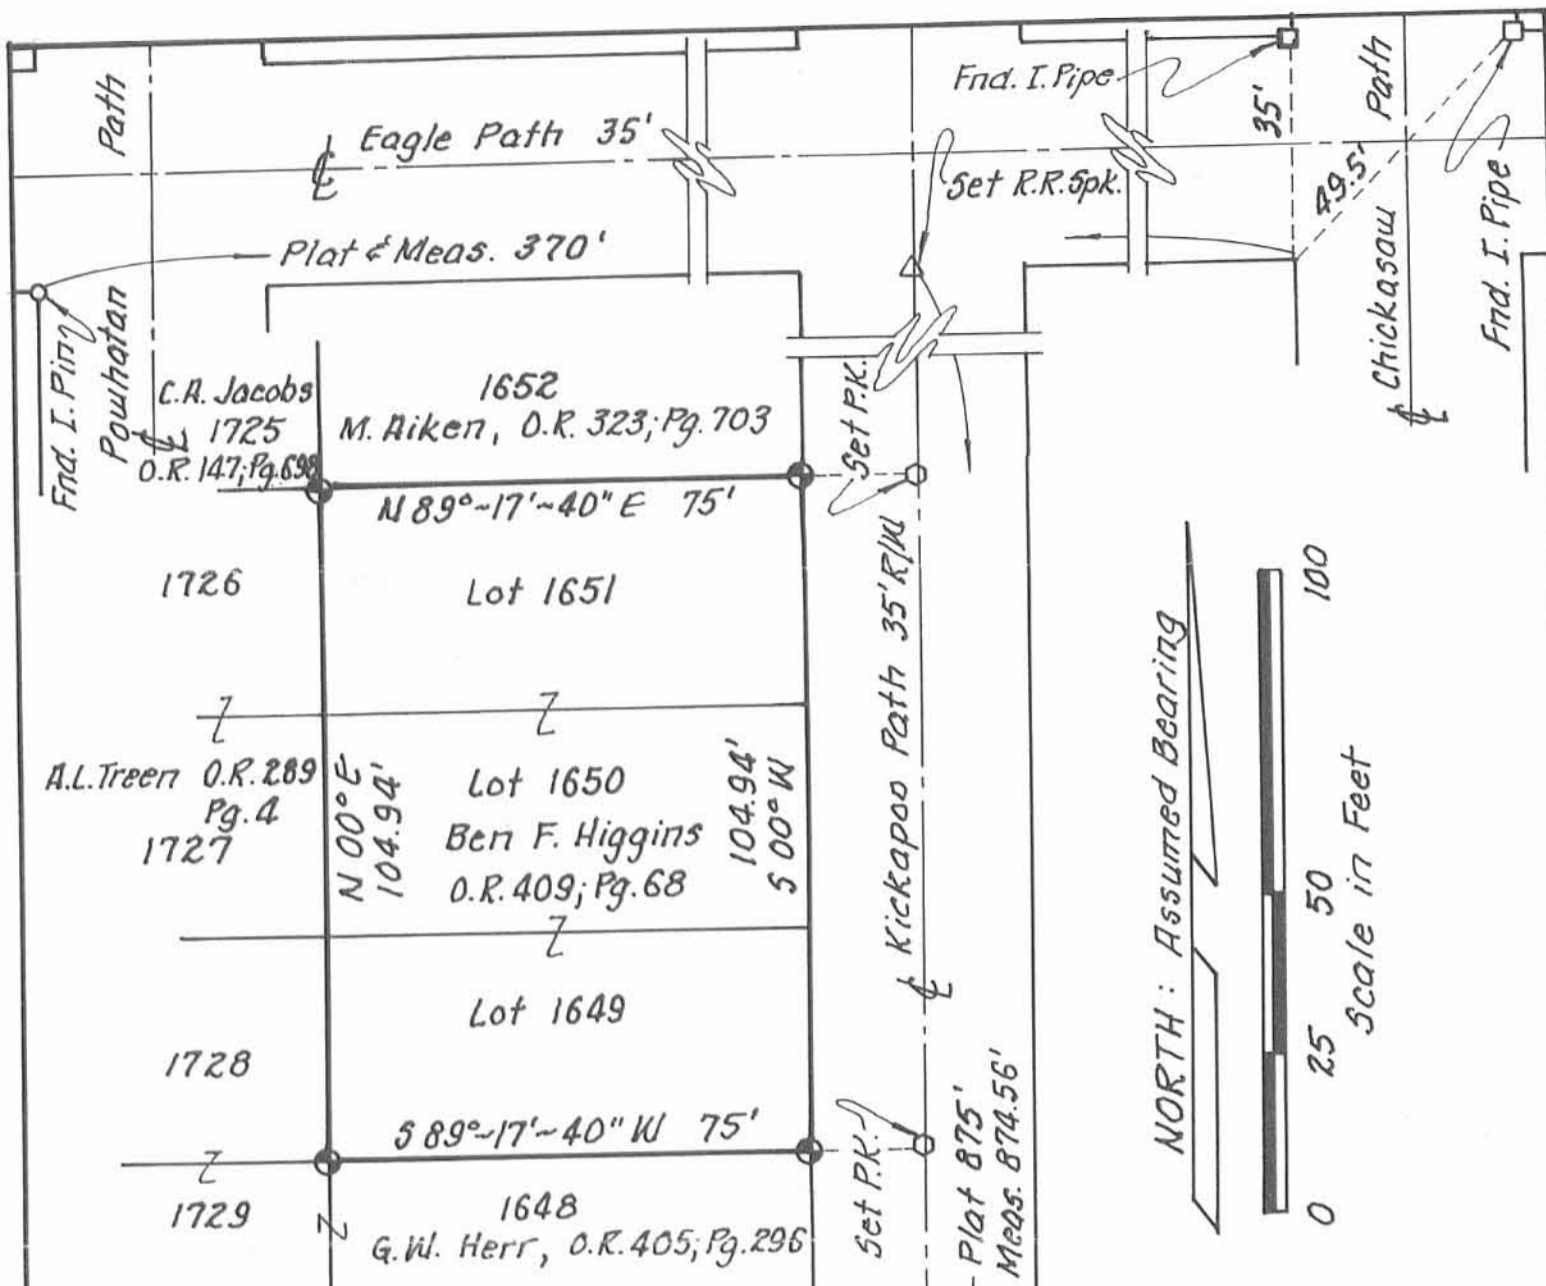 Path
Eagle Path 35'
Fnd. I. Pipe
35'
Path
Set R.R. Spk.
49.5'
Plat & Meas. 370'
Fnd. I. Pin
Powhatan
Chickasaw
Fnd. I. Pipe
C.A. Jacobs
1725
O.R. 147; Pg. 698
1652
M. Aiken, O.R. 323; Pg. 703
Set P.K.
N 89°~17'~40" E 75'
1726
Lot 1651
Kickapoo Path 35' R/W
NORTH : Assumed Bearing
100
50
25
0
Scale in Feet
A.L. Treen O.R. 289
Pg. 4
1727
N 00° E
104.94'
Lot 1650
Ben F. Higgins
O.R. 409; Pg. 68
104.94'
S 00° W
Lot 1649
1728
S 89°~17'~40" W 75'
Set P.K.
Plat 875'
Meas. 874.56'
1729
1648
G.W. Herr, O.R. 405; Pg. 296